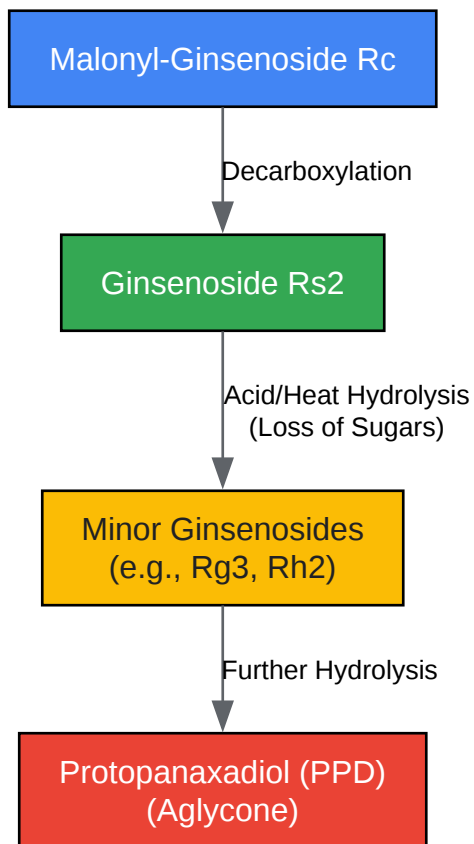 Malonyl-Ginsenoside Rc
Decarboxylation
Ginsenoside Rs2
Acid/Heat Hydrolysis
(Loss of Sugars)
Minor Ginsenosides
(e.g., Rg3, Rh2)
Further Hydrolysis
Protopanaxadiol (PPD)
(Aglycone)